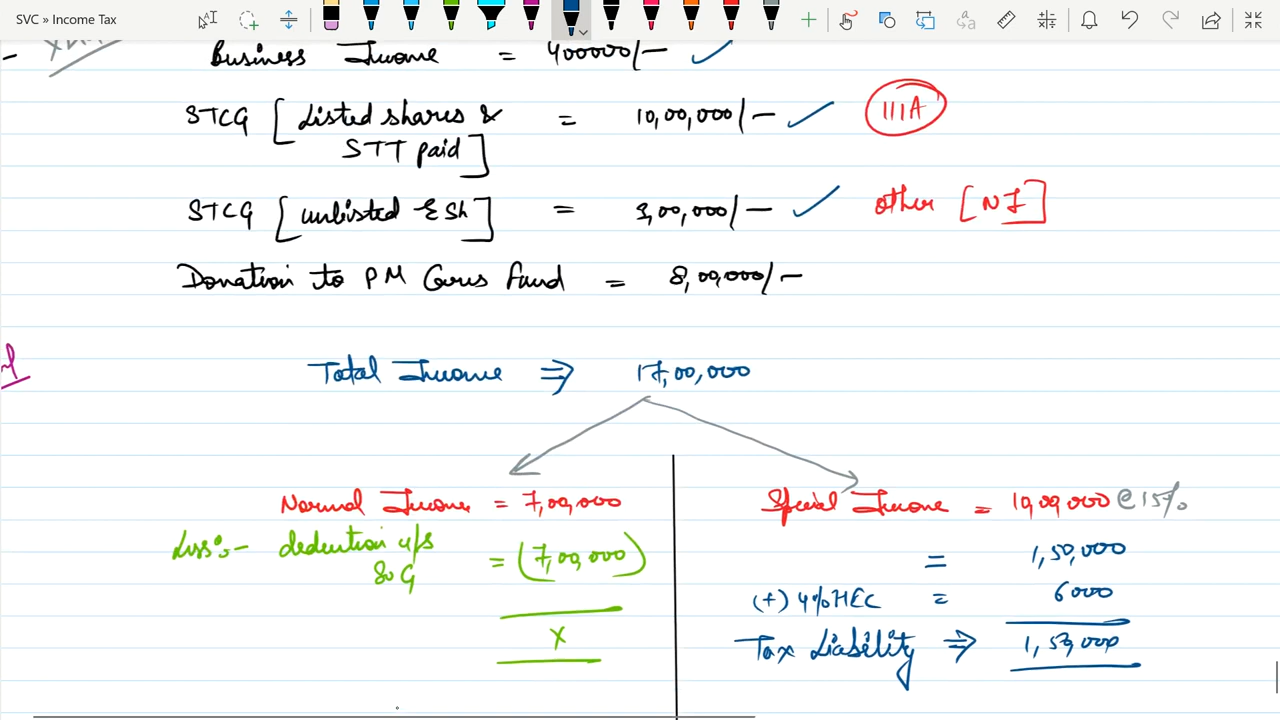 SVC » Income Tax
Business Income = 400000/-
STCG [ Listed shares & = 10,00,000/- 111A
STT paid ]
STCG [ unlisted E Sh ] = 3,00,000/- other [N I]
Donation to PM Cares Fund = 8,00,000/-
Total Income ⇒ 17,00,000
Normal Income = 7,00,000
Less:- deduction u/s = (7,00,000)
80G
X
Special Income = 10,00,000 @ 15%
= 1,50,000
(+) 4% HEC = 6000
Tax Liability ⇒ 1,53,000